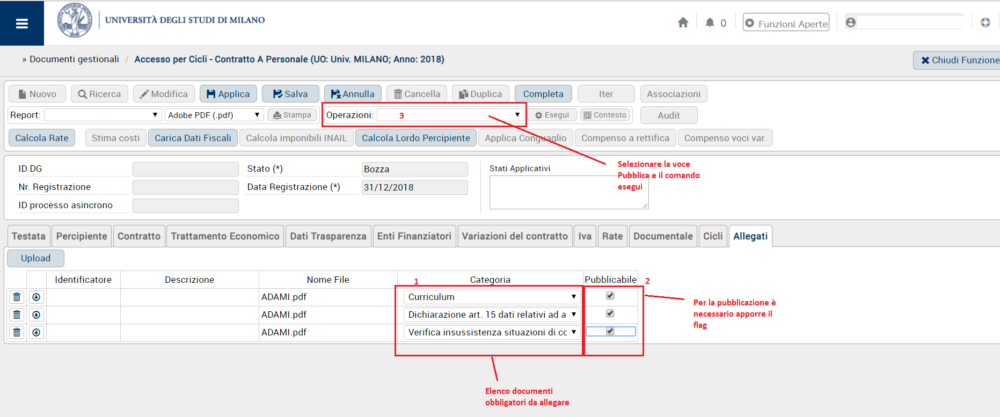 UNIVERSITÀ DEGLI STUDI DI MILANO
0
Funzioni Aperte
» Documenti gestionali / Accesso per Cicli - Contratto A Personale (UO: Univ. MILANO; Anno: 2018)
Chiudi Funzione
Nuovo Ricerca Modifica Applica Salva Annulla Cancella Duplica Completa Iter Associazioni
Report: Adobe PDF (.pdf) Stampa Operazioni: 3 Esegui Contesto Audit
Calcola Rate Stima costi Carica Dati Fiscali Calcola imponibili INAIL Calcola Lordo Percipiente Applica Conguaglio Compenso a rettifica Compenso voci var.
Selezionare la voce
Pubblica e il comando
esegui
ID DG Stato (*) Bozza Stati Applicativi
Nr. Registrazione Data Registrazione (*) 31/12/2018
ID processo asincrono
Testata Percipiente Contratto Trattamento Economico Dati Trasparenza Enti Finanziatori Variazioni del contratto Iva Rate Documentale Cicli Allegati
Upload
Identificatore Descrizione Nome File 1 Categoria Pubblicabile 2
ADAMI.pdf Curriculum
ADAMI.pdf Dichiarazione art. 15 dati relativi ad a
ADAMI.pdf Verifica insussistenza situazioni di cc
Per la pubblicazione è
necessario apporre il
flag
Elenco documenti
obbligatori da allegare